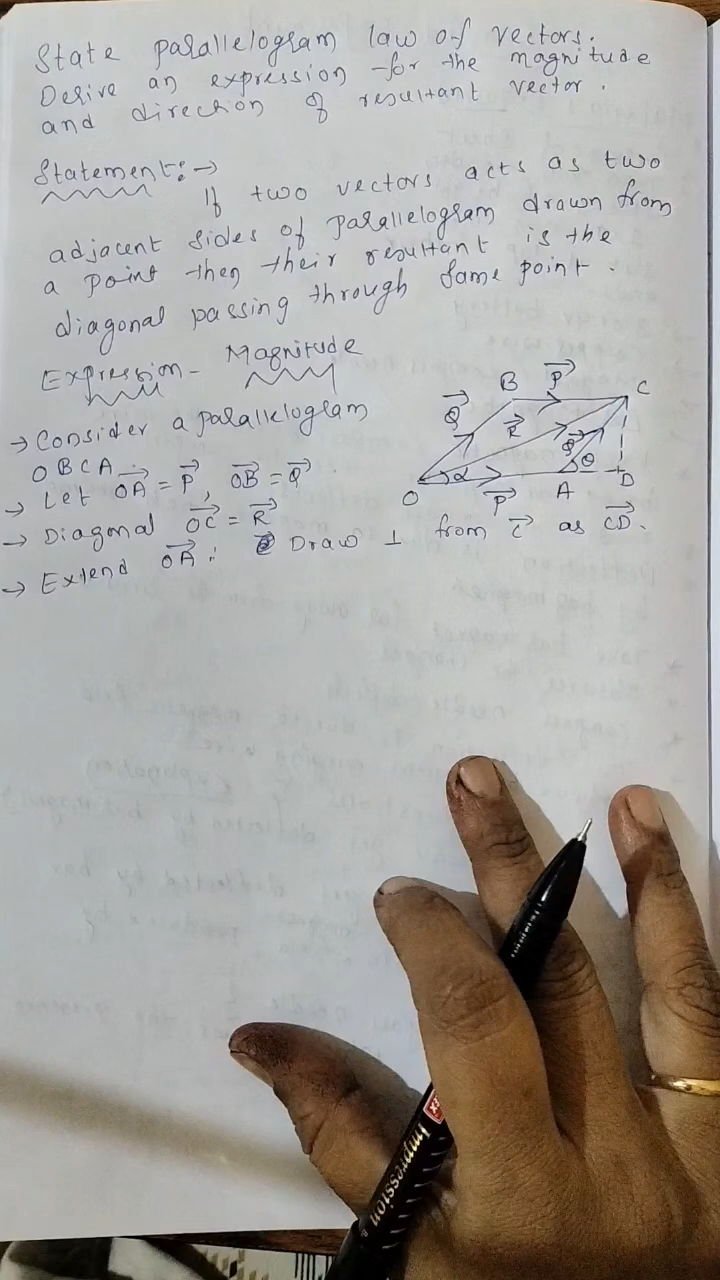 State parallelogram law of vectors.
Derive an expression for the magnitude
and direction of resultant vector.
Statement:→
If two vectors acts as two
adjacent sides of parallelogram drawn from
a point then their resultant is the
diagonal passing through same point.
Expression - Magnitude
→ Consider a parallelogram
OBCA.
→ Let OA⃗ = P⃗, OB⃗ = Q⃗
→ Diagonal OC⃗ = R⃗
→ Extend OA⃗. Draw ⊥ from C⃗ as CD⃗.
B P⃗ C
Q⃗ R⃗ Q⃗
O α P⃗ A θ D
Impression